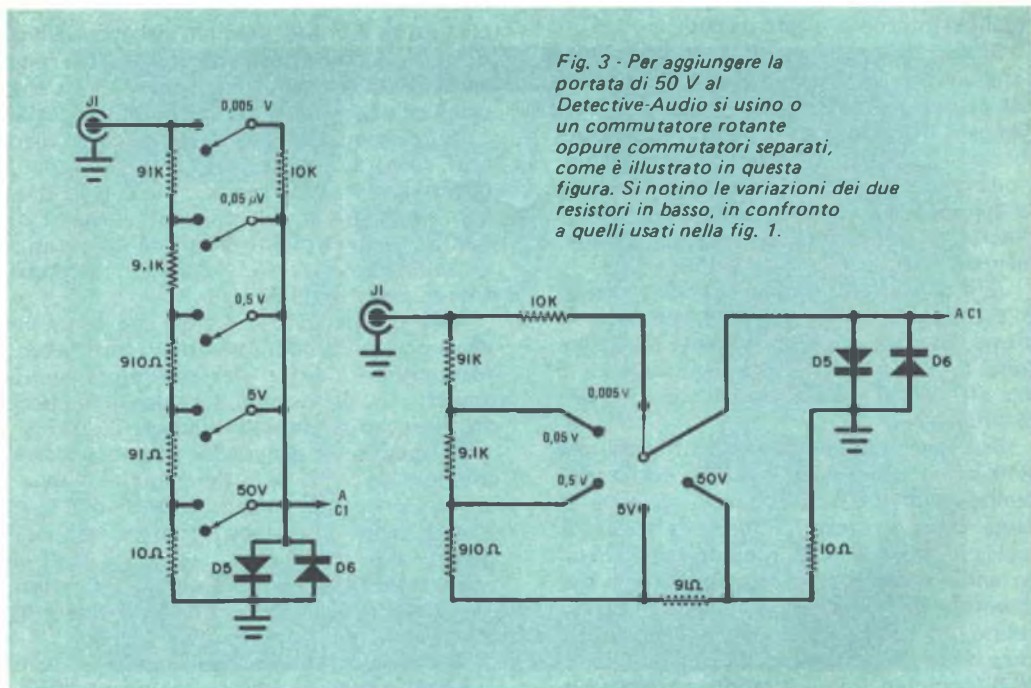 Fig. 3 - Per aggiungere la
portata di 50 V al
Detective-Audio si usino o
un commutatore rotante
oppure commutatori separati,
come è illustrato in questa
figura. Si notino le variazioni dei due
resistori in basso, in confronto
a quelli usati nella fig. 1.
J1
0,005 V
91K
10K
0,05 µV
9.1K
0,5 V
910Ω
5V
91Ω
50V
A
C1
10Ω
D5
D6
J1
10K
91K
0,005 V
0,05 V
9.1K
0,5 V
5V
50V
910Ω
91Ω
10Ω
D5
D6
A C1